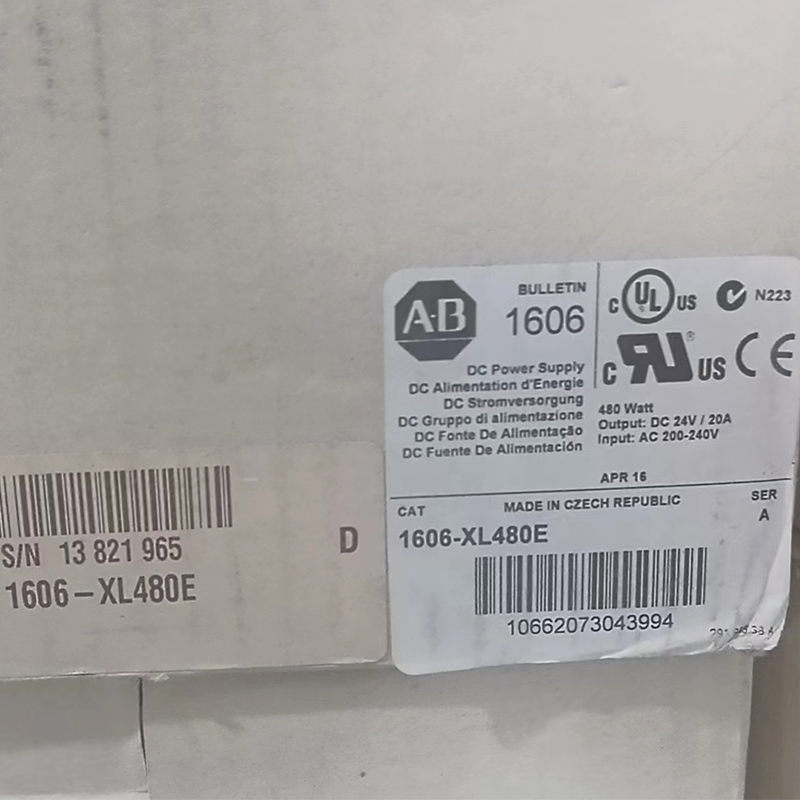 A·B
BULLETIN
1606
DC Power Supply
DC Alimentation d'Energie
DC Stromversorgung
DC Gruppo di alimentazione
DC Fonte De Alimentação
DC Fuente De Alimentación
C UL US
N223
C RU® US
CE
480 Watt
Output: DC 24V / 20A
Input: AC 200-240V
APR 16
CAT
MADE IN CZECH REPUBLIC
SER
A
1606-XL480E
10662073043994
S/N 13 821 965
D
1606-XL480E